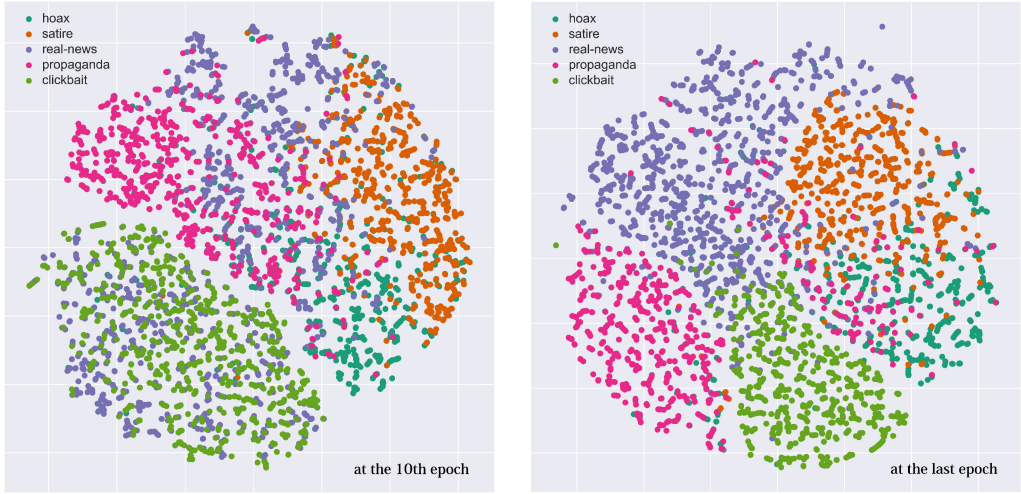 hoax
satire
real-news
propaganda
clickbait
at the 10th epoch
hoax
satire
real-news
propaganda
clickbait
at the last epoch